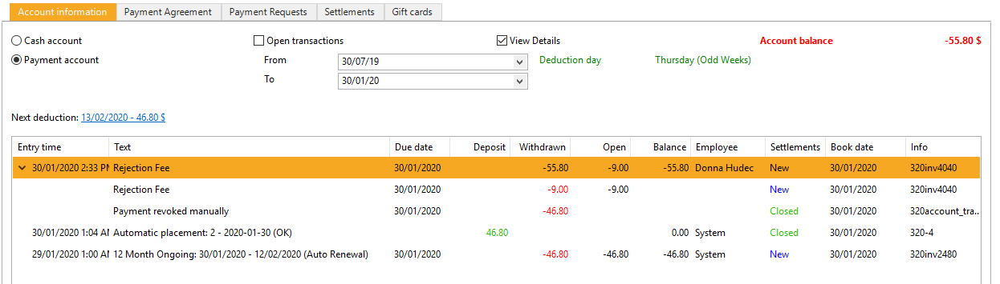 Account information Payment Agreement Payment Requests Settlements Gift cards
Cash account Open transactions View Details Account balance -55.80 $
Payment account From 30/07/19 Deduction day Thursday (Odd Weeks)
To 30/01/20
Next deduction: 13/02/2020 - 46.80 $
Entry time Text Due date Deposit Withdrawn Open Balance Employee Settlements Book date Info
30/01/2020 2:33 PM Rejection Fee 30/01/2020 -55.80 -9.00 -55.80 Donna Hudec New 30/01/2020 320inv4040
Rejection Fee 30/01/2020 -9.00 -9.00 New 30/01/2020 320inv4040
Payment revoked manually 30/01/2020 -46.80 Closed 30/01/2020 320account_tra...
30/01/2020 1:04 AM Automatic placement: 2 - 2020-01-30 (OK) 46.80 0.00 System Closed 30/01/2020 320-4
29/01/2020 1:00 AM 12 Month Ongoing: 30/01/2020 - 12/02/2020 (Auto Renewal) 30/01/2020 -46.80 -46.80 -46.80 System New 30/01/2020 320inv2480